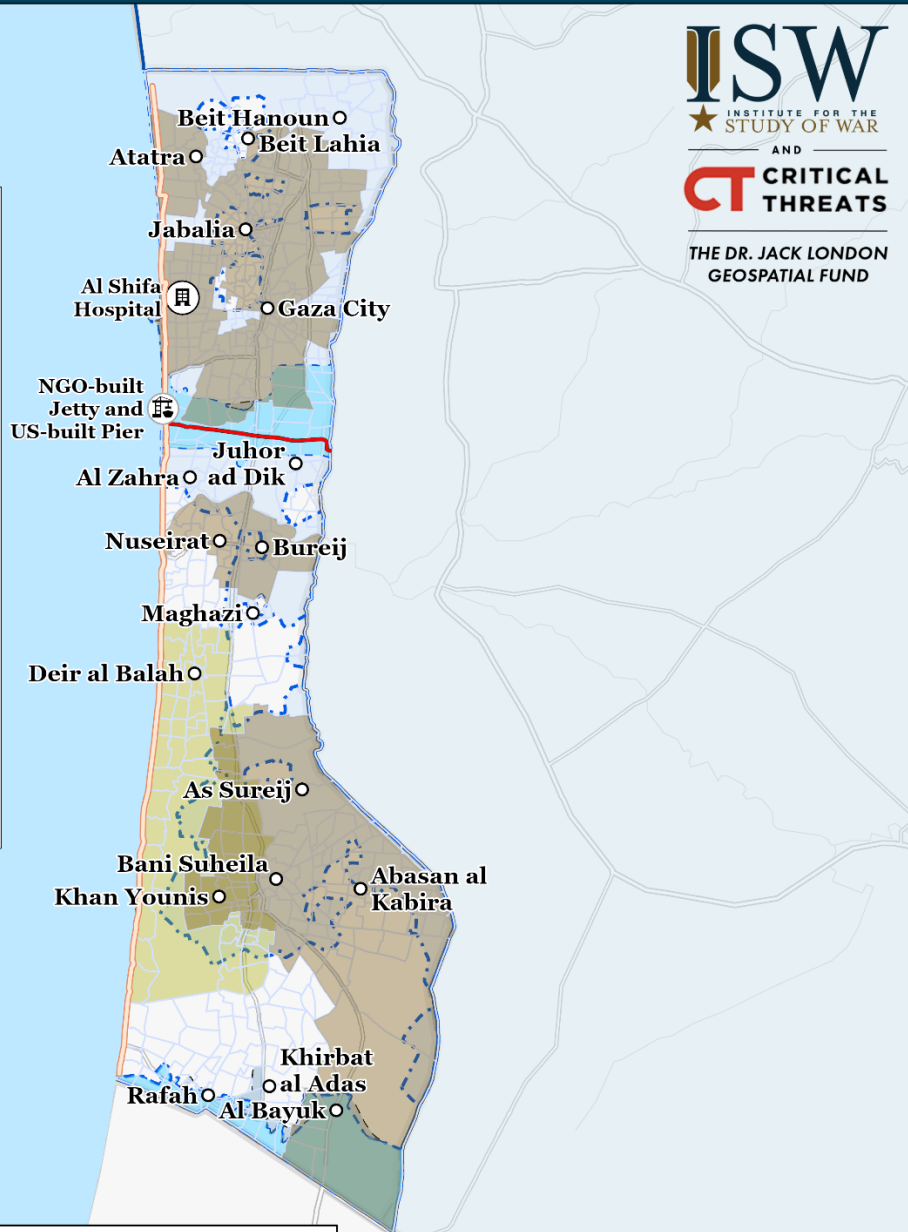 ISW
INSTITUTE FOR THE
STUDY OF WAR
AND
CT CRITICAL
THREATS
THE DR. JACK LONDON
GEOSPATIAL FUND
Beit Hanoun
Beit Lahia
Atatra
Jabalia
Al Shifa
Hospital
Gaza City
NGO-built
Jetty and
US-built Pier
Juhor
ad Dik
Al Zahra
Nuseirat
Bureij
Maghazi
Deir al Balah
As Sureij
Bani Suheila
Abasan al
Kabira
Khan Younis
Khirbat
al Adas
Rafah
Al Bayuk